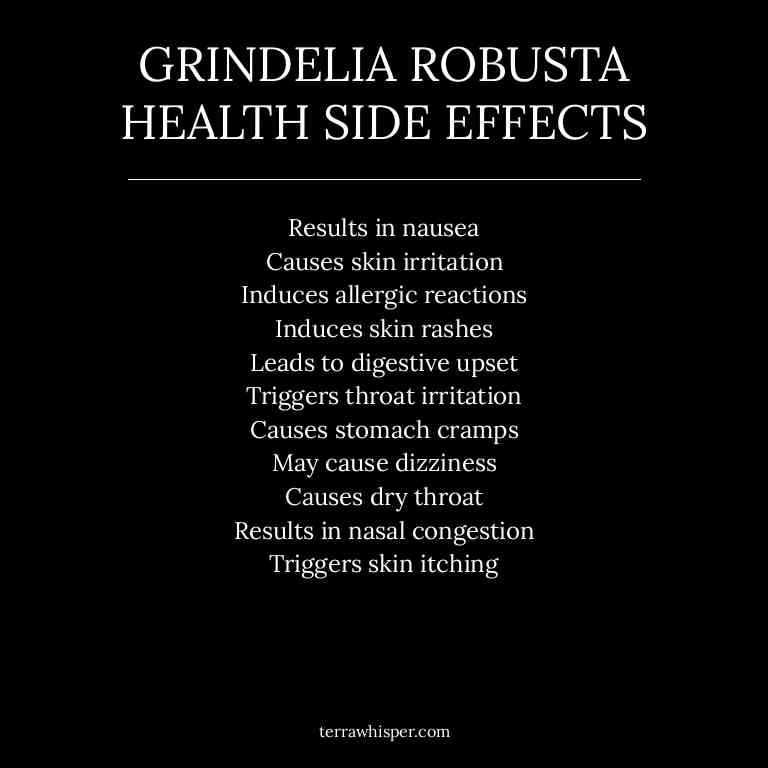 GRINDELIA ROBUSTA
HEALTH SIDE EFFECTS
Results in nausea
Causes skin irritation
Induces allergic reactions
Induces skin rashes
Leads to digestive upset
Triggers throat irritation
Causes stomach cramps
May cause dizziness
Causes dry throat
Results in nasal congestion
Triggers skin itching
terrawhisper.com